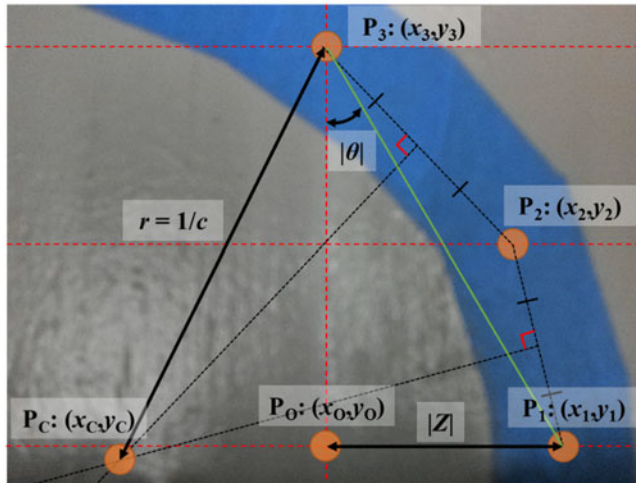 P3: (x3,y3)
|θ|
r = 1/c
P2: (x2,y2)
PC: (xC,yC)
PO: (xO,yO)
P1: (x1,y1)
|Z|